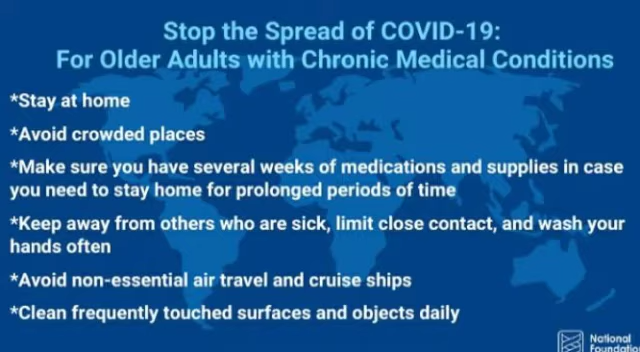 Stop the Spread of COVID-19:
For Older Adults with Chronic Medical Conditions
*Stay at home
*Avoid crowded places
*Make sure you have several weeks of medications and supplies in case
you need to stay home for prolonged periods of time
*Keep away from others who are sick, limit close contact, and wash your
hands often
*Avoid non-essential air travel and cruise ships
*Clean frequently touched surfaces and objects daily
National
Foundation